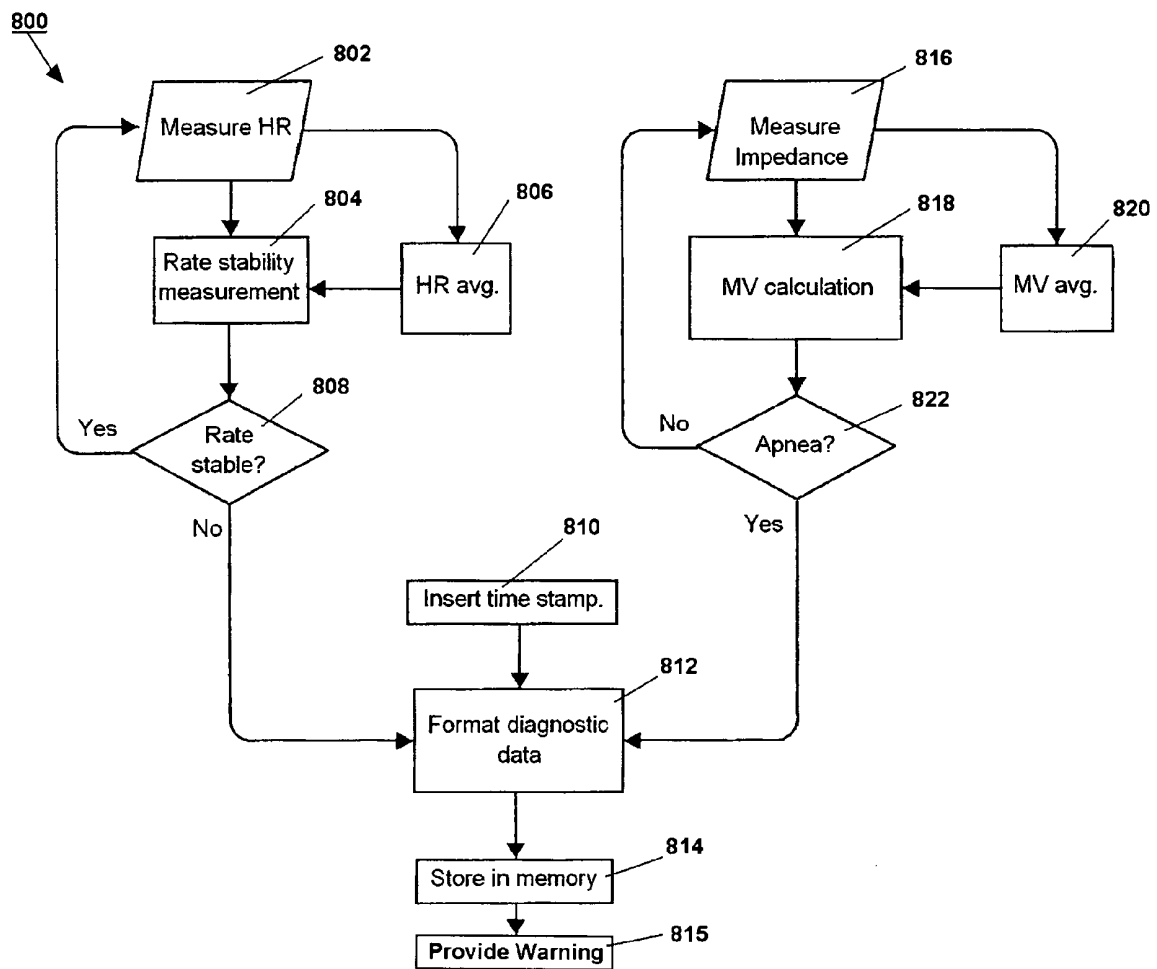 800
802
Measure HR
804
806
Rate stability
measurement
HR avg.
808
Yes
Rate
stable?
No
816
Measure
Impedance
818
820
MV calculation
MV avg.
822
No
Apnea?
Yes
810
Insert time stamp.
812
Format diagnostic
data
814
Store in memory
815
Provide Warning